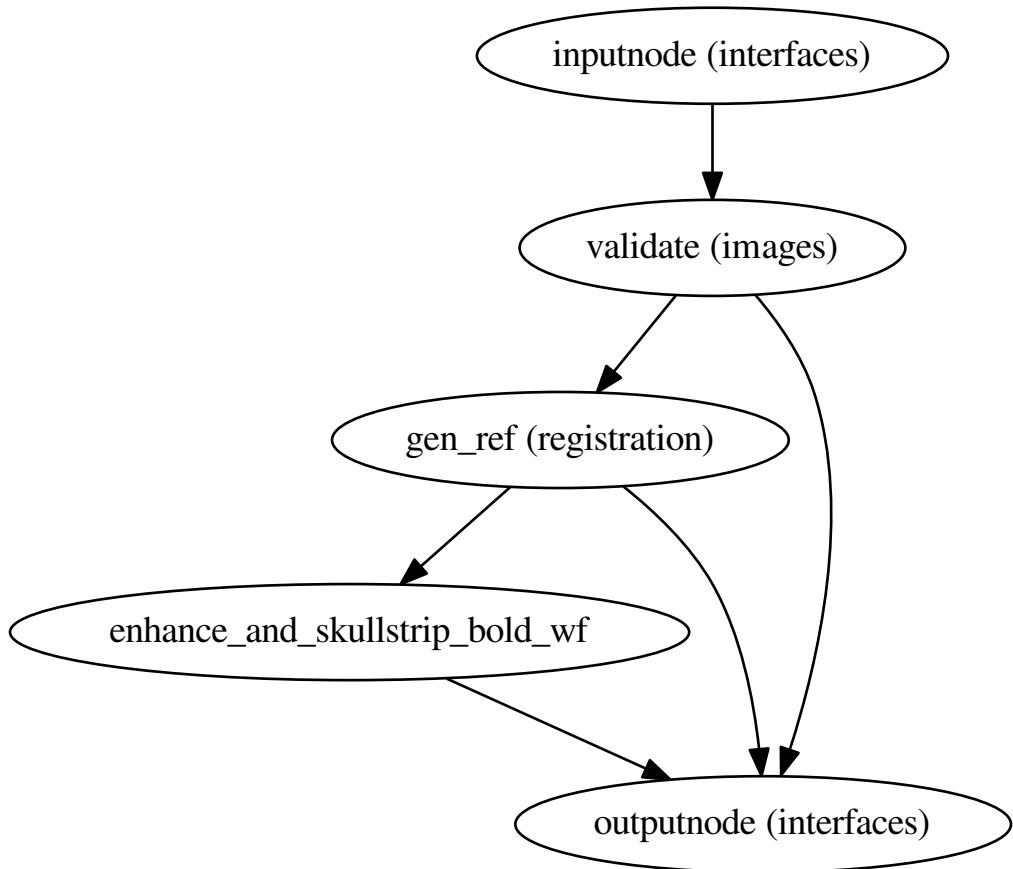 inputnode (interfaces)
validate (images)
gen_ref (registration)
enhance_and_skullstrip_bold_wf
outputnode (interfaces)